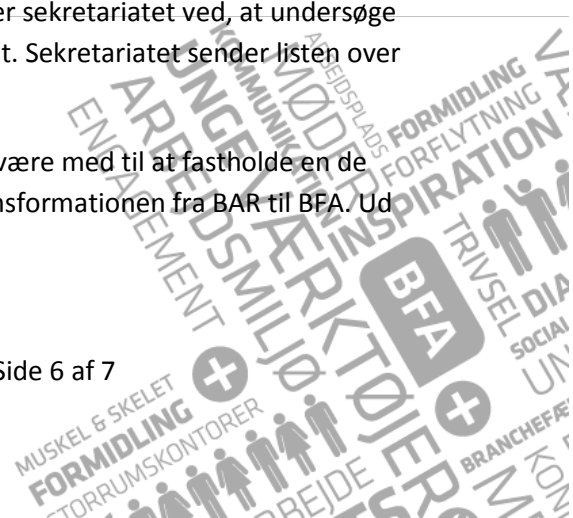 er sekretariatet ved, at undersøge
et. Sekretariatet sender listen over
være med til at fastholde en de
nsformationen fra BAR til BFA. Ud
Side 6 af 7
KOMMUNIKATION
ARBEJDSPLADS
UNGE
MØDER
FORMIDLING
FORFLYTNING
INSPIRATION
ENGAGEMENT
ARBEJDSMILJØ
VÆRKTØJER
BFA
TRIVSEL
SOCIAL
MUSKEL & SKELET
FORMIDLING
STORRUMSKONTORER
BRANCHEFÆ